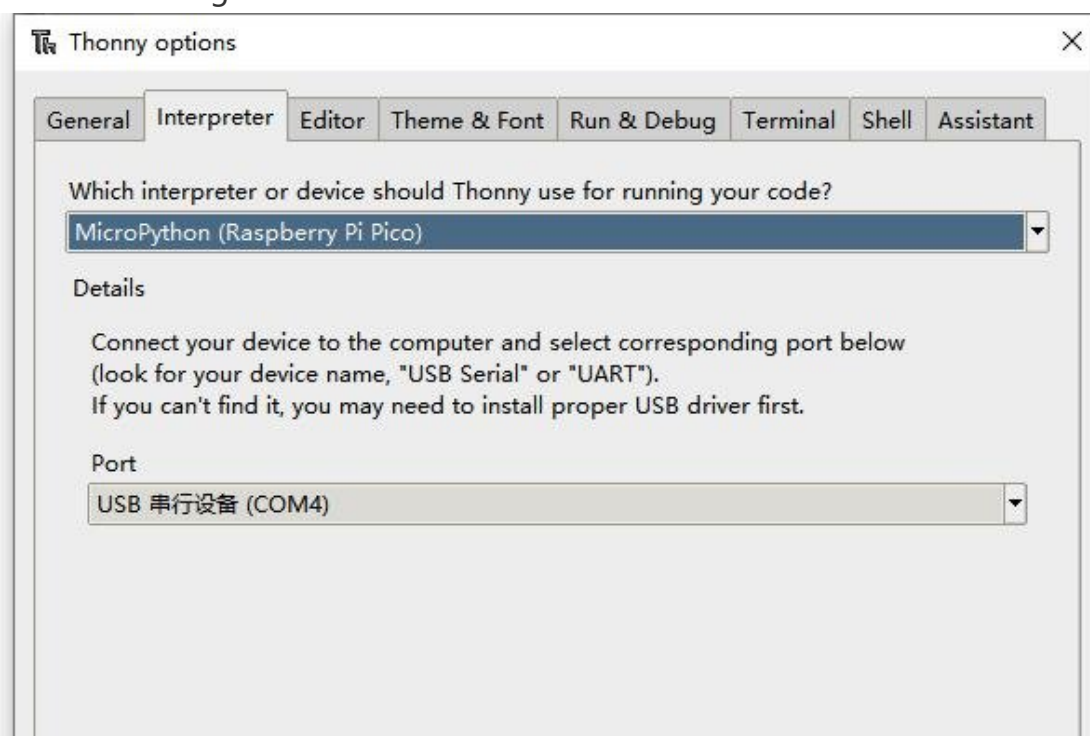 Thonny options
General Interpreter Editor Theme & Font Run & Debug Terminal Shell Assistant
Which interpreter or device should Thonny use for running your code?
MicroPython (Raspberry Pi Pico)
Details
Connect your device to the computer and select corresponding port below
(look for your device name, "USB Serial" or "UART").
If you can't find it, you may need to install proper USB driver first.
Port
USB 串行设备 (COM4)